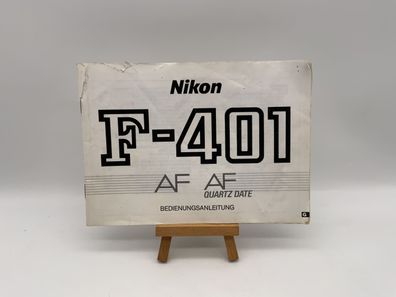 Nikon
F-401
AF AF
QUARTZ DATE
BEDIENUNGSANLEITUNG
G